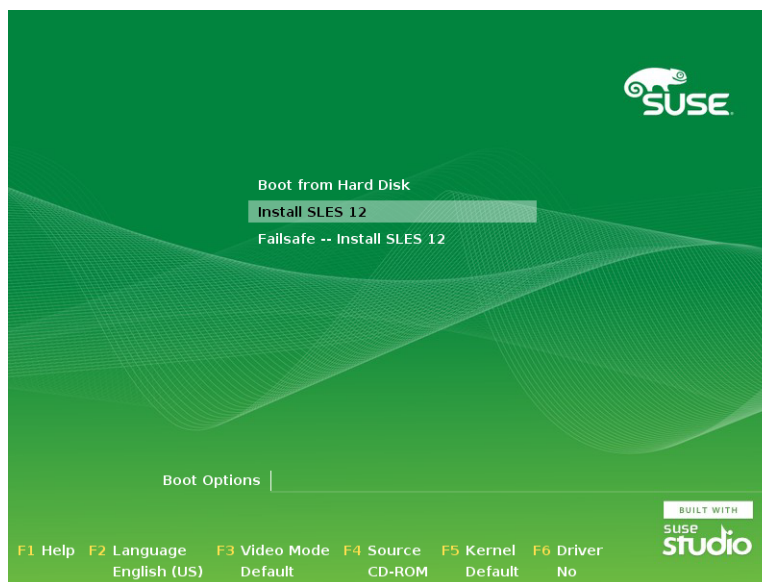 SUSE
Boot from Hard Disk
Install SLES 12
Failsafe -- Install SLES 12
Boot Options
BUILT WITH
suse
studio
F1 Help F2 Language F3 Video Mode F4 Source F5 Kernel F6 Driver
English (US) Default CD-ROM Default No